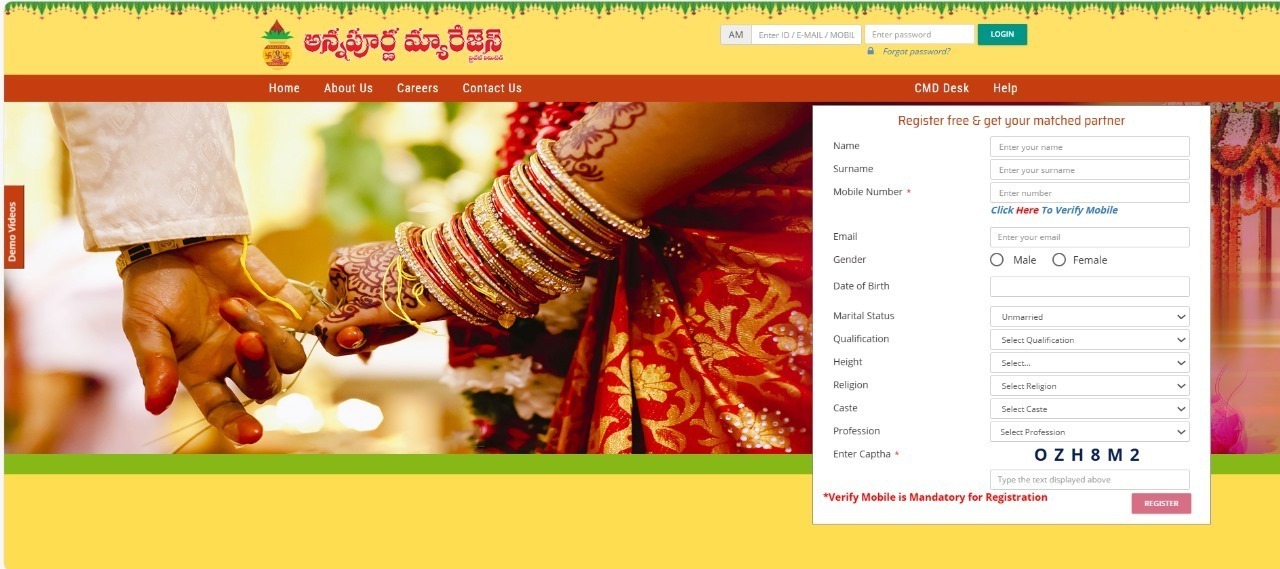 అన్నపూర్ణ మ్యారేజెస్
ప్రైవేట్ లిమిటెడ్
AM Enter ID / E-MAIL / MOBIL Enter password LOGIN
Forgot password?
Home About Us Careers Contact Us CMD Desk Help
Demo Videos
Register free & get your matched partner
Name Enter your name
Surname Enter your surname
Mobile Number * Enter number
Click Here To Verify Mobile
Email Enter your email
Gender Male Female
Date of Birth
Marital Status Unmarried
Qualification Select Qualification
Height Select...
Religion Select Religion
Caste Select Caste
Profession Select Profession
Enter Captha * O Z H 8 M 2
Type the text displayed above
*Verify Mobile is Mandatory for Registration
REGISTER